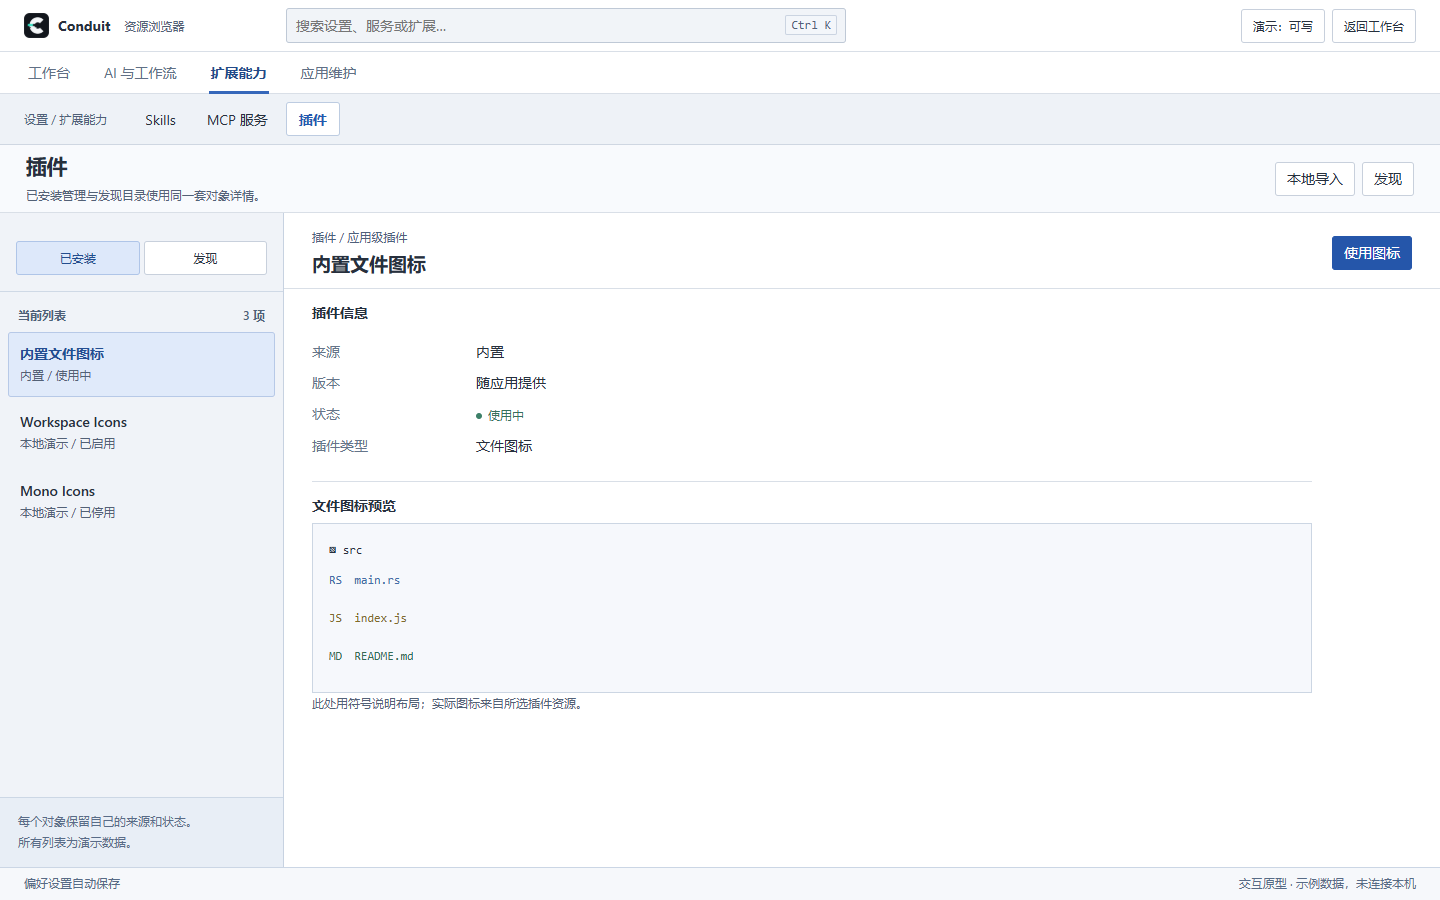 Conduit 资源浏览器
搜索设置、服务或扩展... Ctrl K
演示：可写 返回工作台
工作台 AI 与工作流 扩展能力 应用维护
设置 / 扩展能力 Skills MCP 服务 插件
插件
已安装管理与发现目录使用同一套对象详情。
本地导入 发现
已安装 发现
当前列表 3 项
内置文件图标
内置 / 使用中
Workspace Icons
本地演示 / 已启用
Mono Icons
本地演示 / 已停用
每个对象保留自己的来源和状态。
所有列表为演示数据。
插件 / 应用级插件
内置文件图标
使用图标
插件信息
来源 内置
版本 随应用提供
状态 使用中
插件类型 文件图标
文件图标预览
src
RS main.rs
JS index.js
MD README.md
此处用符号说明布局；实际图标来自所选插件资源。
偏好设置自动保存
交互原型 · 示例数据，未连接本机